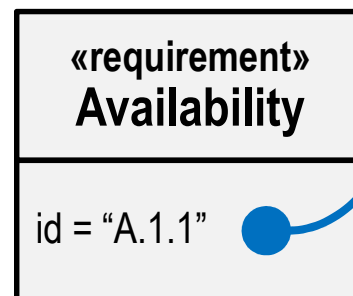 «requirement»
Availability
id = “A.1.1”